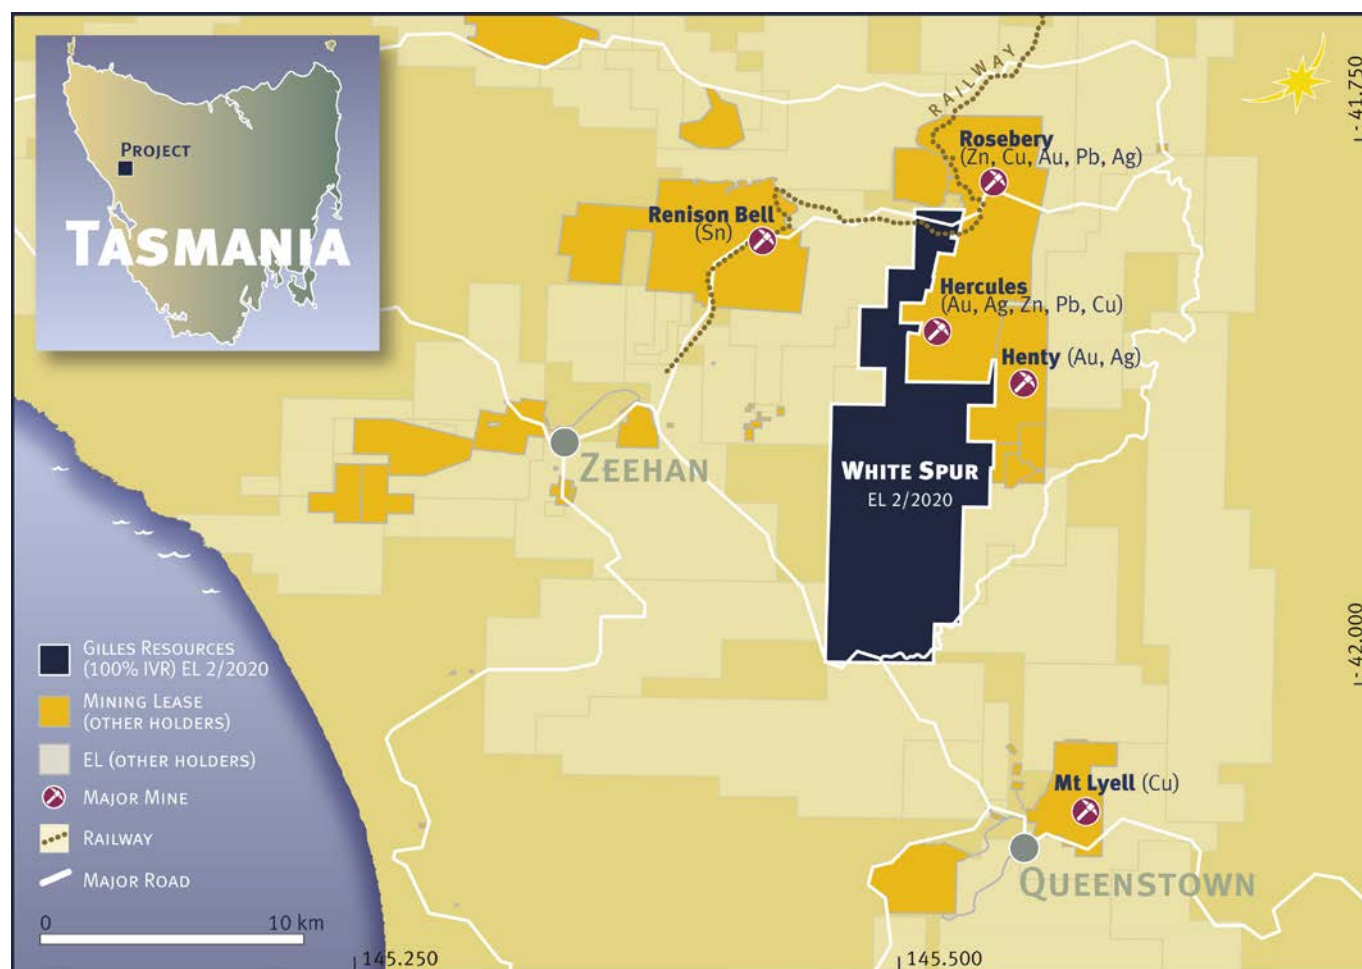 Project
Tasmania
RAILWAY
- 41.750
Rosebery
(Zn, Cu, Au, Pb, Ag)
Renison Bell
(Sn)
Hercules
(Au, Ag, Zn, Pb, Cu)
Henty (Au, Ag)
Zeehan
White Spur
EL 2/2020
- 42.000
Gilles Resources
(100% IVR) EL 2/2020
Mining Lease
(other holders)
EL (other holders)
Major Mine
Railway
Major Road
Mt Lyell (Cu)
Queenstown
0 10 km
145.250
145.500